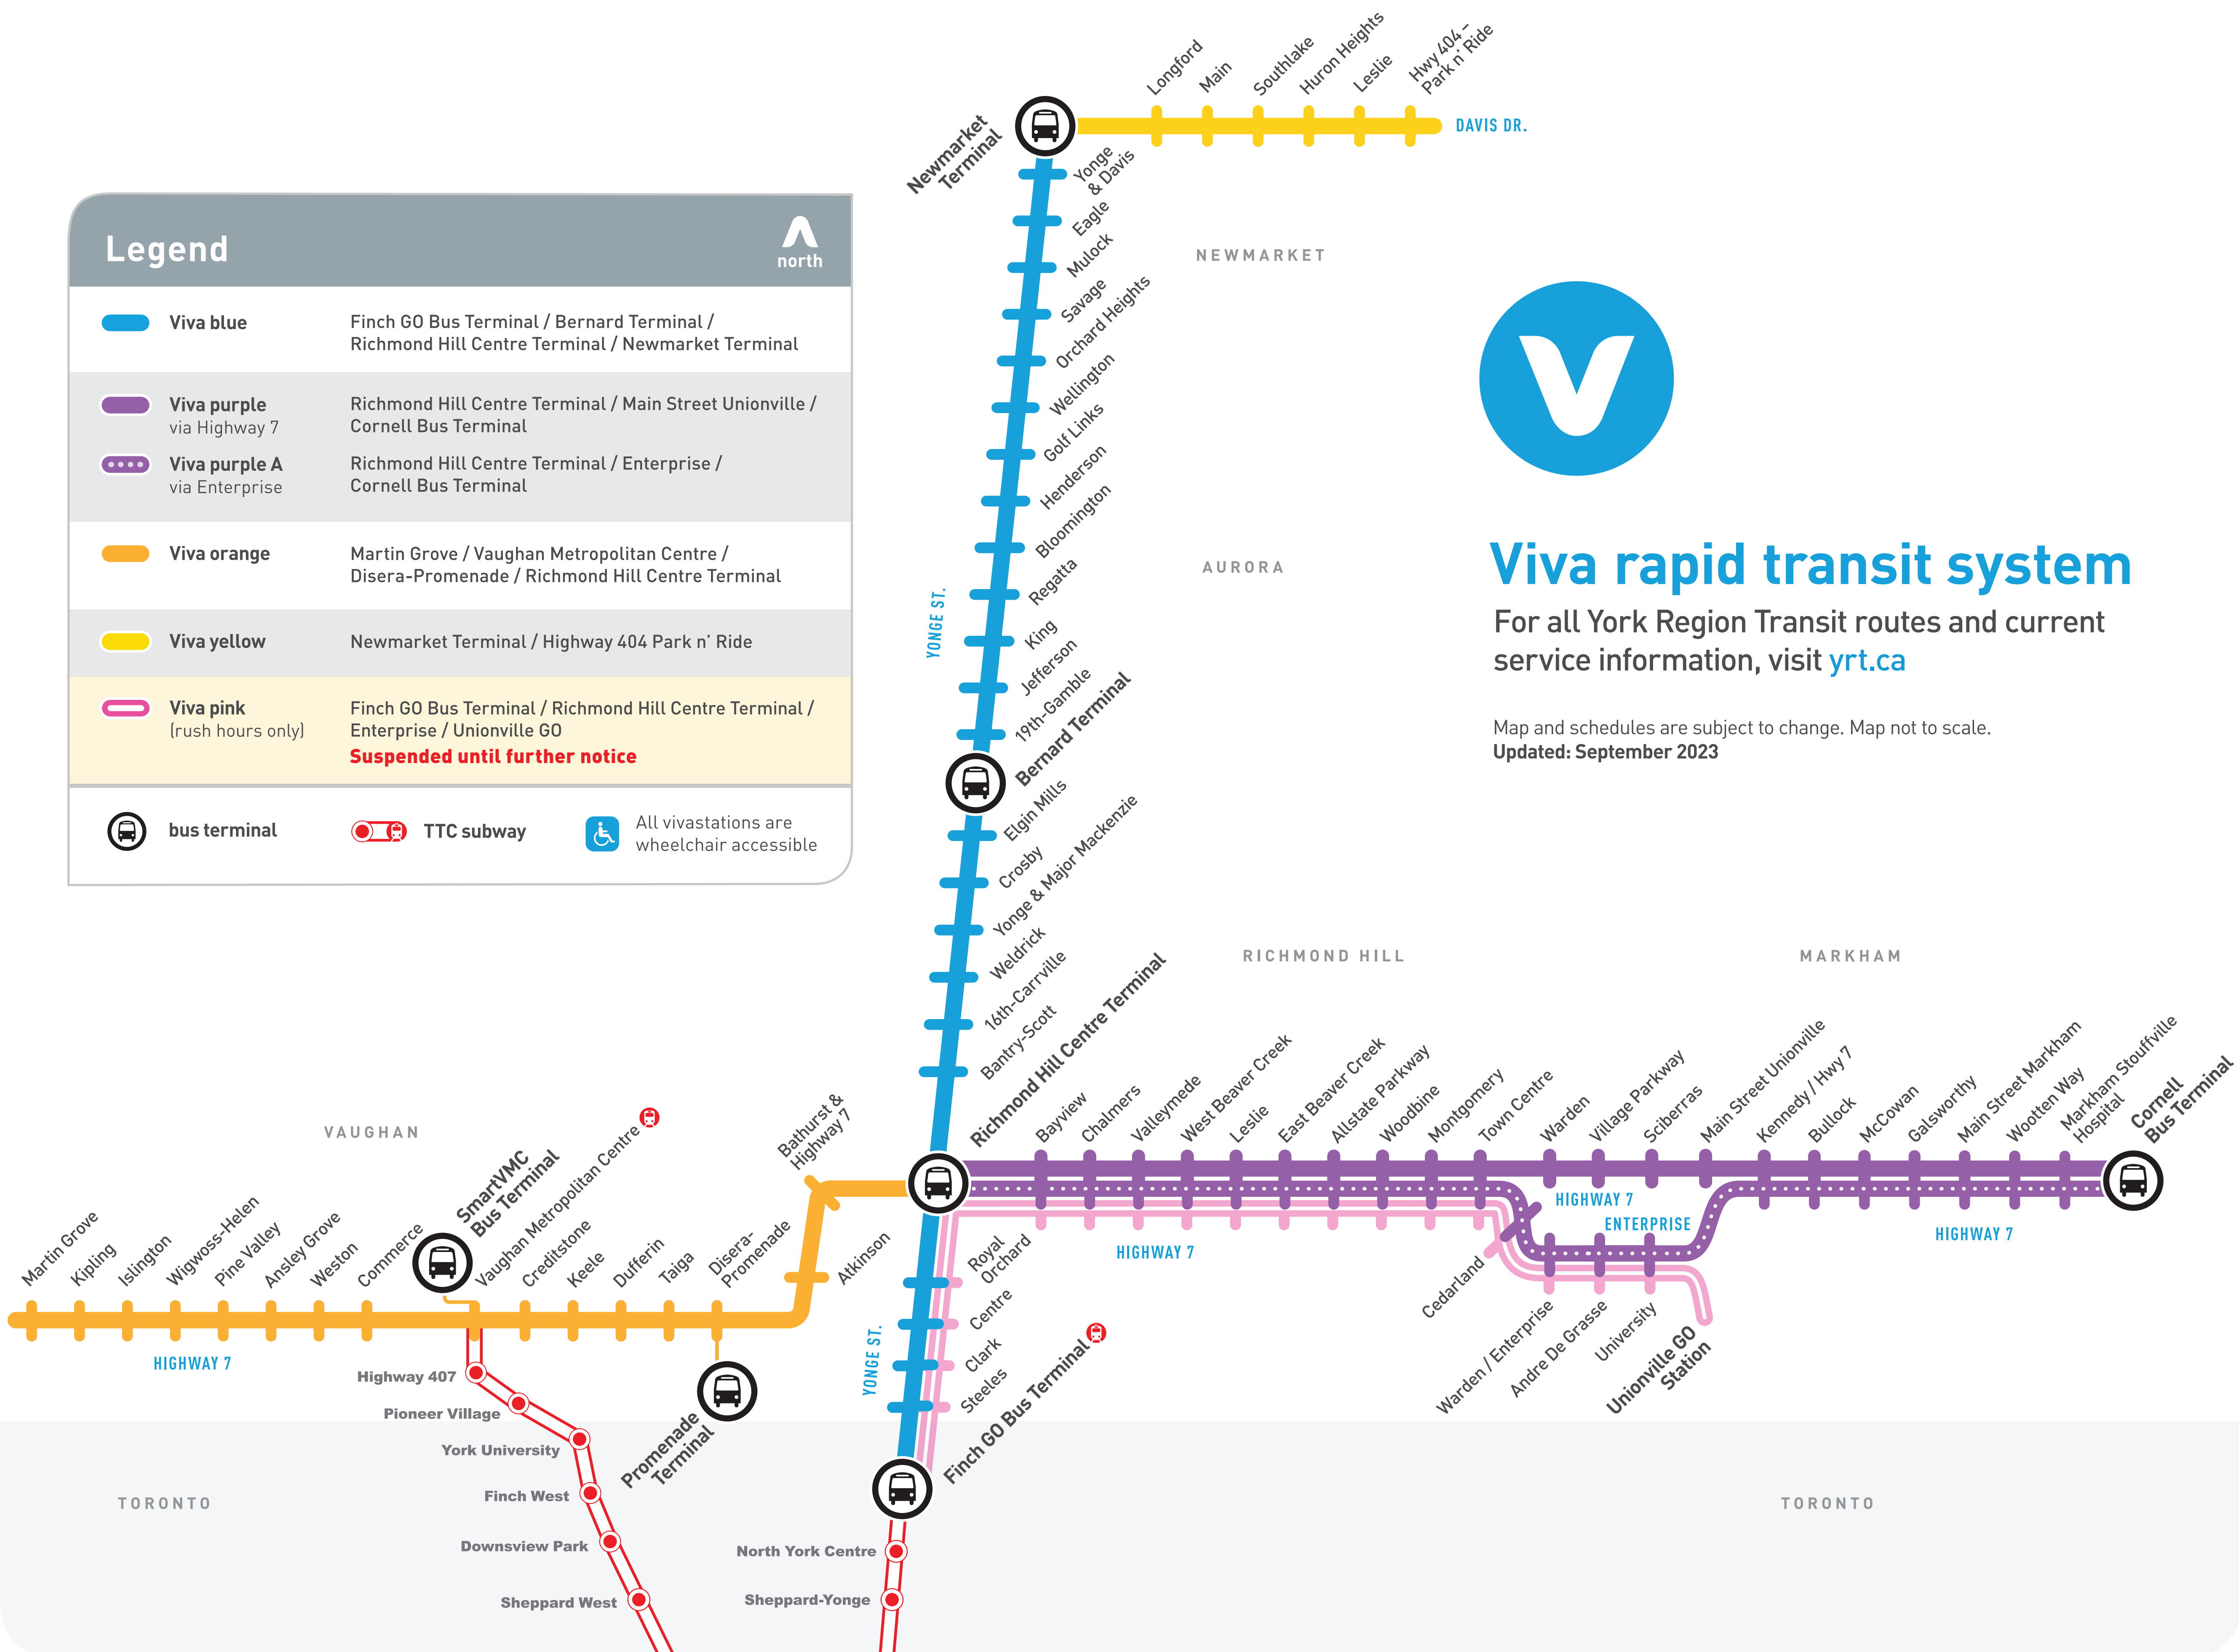 Longford
Main
Southlake
Huron Heights
Leslie
Hwy 404 –
Park n' Ride
DAVIS DR.
Newmarket
Terminal
Yonge
& Davis
Eagle
Mulock
Savage
Orchard Heights
Wellington
Golf Links
Henderson
Bloomington
Regatta
King
Jefferson
19th-Gamble
Bernard Terminal
Elgin Mills
Crosby
Yonge & Major Mackenzie
Weldrick
16th-Carrville
Bantry-Scott
Richmond Hill Centre Terminal
YONGE ST.
NEWMARKET
AURORA
RICHMOND HILL
MARKHAM
VAUGHAN
Legend
north
Viva blue
Finch GO Bus Terminal / Bernard Terminal /
Richmond Hill Centre Terminal / Newmarket Terminal
Viva purple
via Highway 7
Richmond Hill Centre Terminal / Main Street Unionville /
Cornell Bus Terminal
Viva purple A
via Enterprise
Richmond Hill Centre Terminal / Enterprise /
Cornell Bus Terminal
Viva orange
Martin Grove / Vaughan Metropolitan Centre /
Disera-Promenade / Richmond Hill Centre Terminal
Viva yellow
Newmarket Terminal / Highway 404 Park n' Ride
Viva pink
(rush hours only)
Finch GO Bus Terminal / Richmond Hill Centre Terminal /
Enterprise / Unionville GO
Suspended until further notice
bus terminal
TTC subway
All vivastations are
wheelchair accessible
V
Viva rapid transit system
For all York Region Transit routes and current
service information, visit yrt.ca
Map and schedules are subject to change. Map not to scale.
Updated: September 2023
Martin Grove
Kipling
Islington
Wigwoss-Helen
Pine Valley
Ansley Grove
Weston
Commerce
SmartVMC
Bus Terminal
Vaughan Metropolitan Centre
Creditstone
Keele
Dufferin
Taiga
Disera-
Promenade
Bathurst &
Highway 7
Atkinson
HIGHWAY 7
Promenade
Terminal
Bayview
Chalmers
Valleymede
West Beaver Creek
Leslie
East Beaver Creek
Allstate Parkway
Woodbine
Montgomery
Town Centre
Warden
Village Parkway
Sciberras
Main Street Unionville
Kennedy / Hwy 7
Bullock
McCowan
Galsworthy
Main Street Markham
Wootten Way
Markham Stouffville
Hospital
Cornell
Bus Terminal
HIGHWAY 7
HIGHWAY 7
ENTERPRISE
HIGHWAY 7
Cedarland
Warden / Enterprise
Andre De Grasse
University
Unionville GO
Station
Royal
Orchard
Centre
Clark
Steeles
YONGE ST.
Finch GO Bus Terminal
Highway 407
Pioneer Village
York University
Finch West
Downsview Park
Sheppard West
North York Centre
Sheppard-Yonge
TORONTO
TORONTO